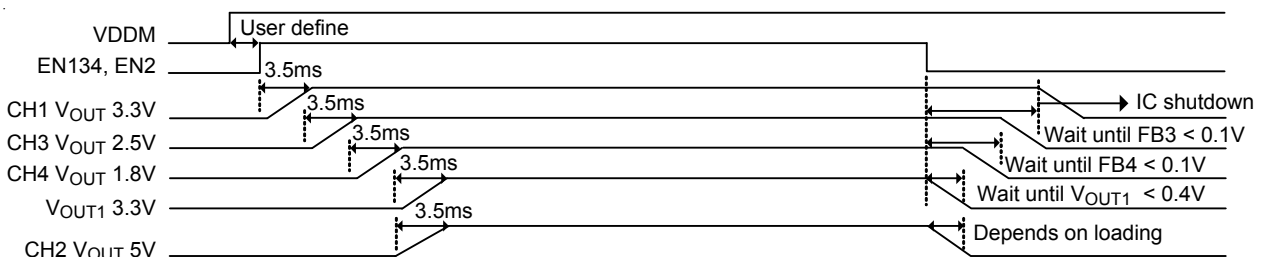 VDDM
User define
EN134, EN2
3.5ms
CH1 VOUT 3.3V
3.5ms
IC shutdown
CH3 VOUT 2.5V
3.5ms
Wait until FB3 < 0.1V
CH4 VOUT 1.8V
3.5ms
Wait until FB4 < 0.1V
VOUT1 3.3V
3.5ms
Wait until VOUT1 < 0.4V
CH2 VOUT 5V
Depends on loading